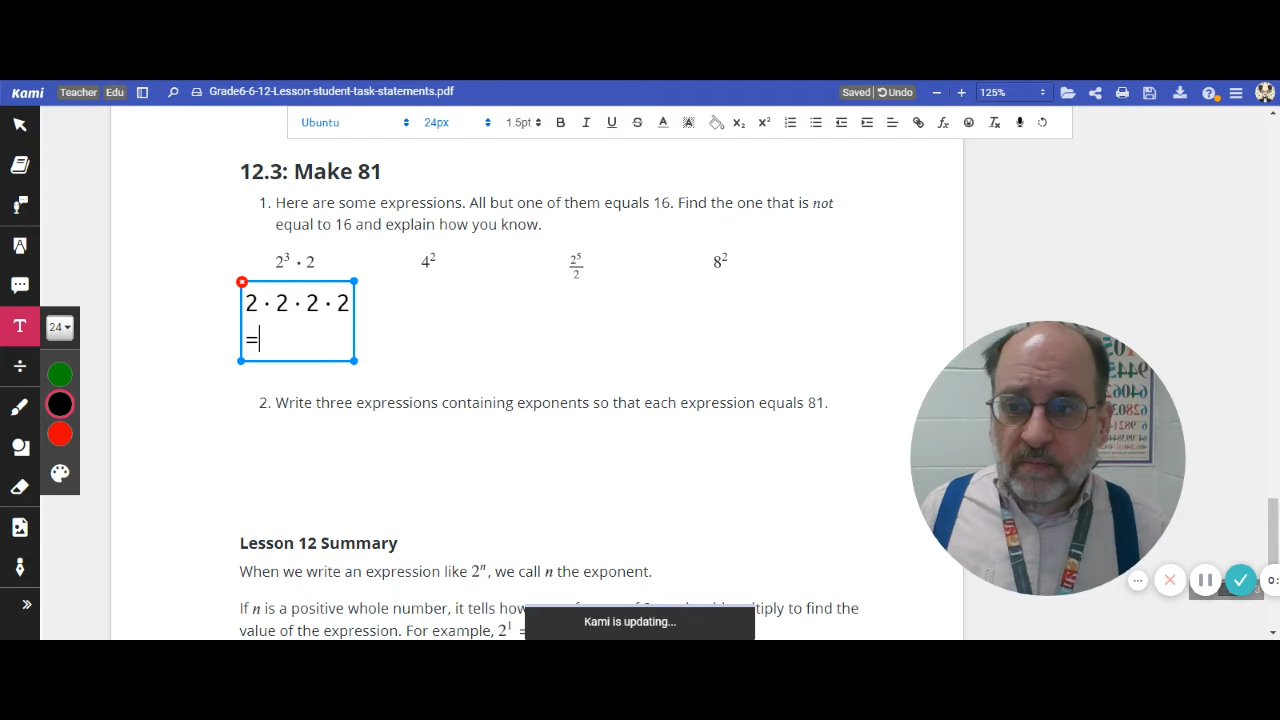 Kami Teacher Edu Grade6-6-12-Lesson-student-task-statements.pdf Saved Undo 125%
Ubuntu 24px 1.5pt B I U S A x₂ x² fx
12.3: Make 81
1. Here are some expressions. All but one of them equals 16. Find the one that is not
equal to 16 and explain how you know.
2³ · 2 4² 2⁵/2 8²
2 · 2 · 2 · 2
=
T 24
2. Write three expressions containing exponents so that each expression equals 81.
Lesson 12 Summary
When we write an expression like 2ⁿ, we call n the exponent.
If n is a positive whole number, it tells how to find the
value of the expression. For example, 2¹ =
Kami is updating...